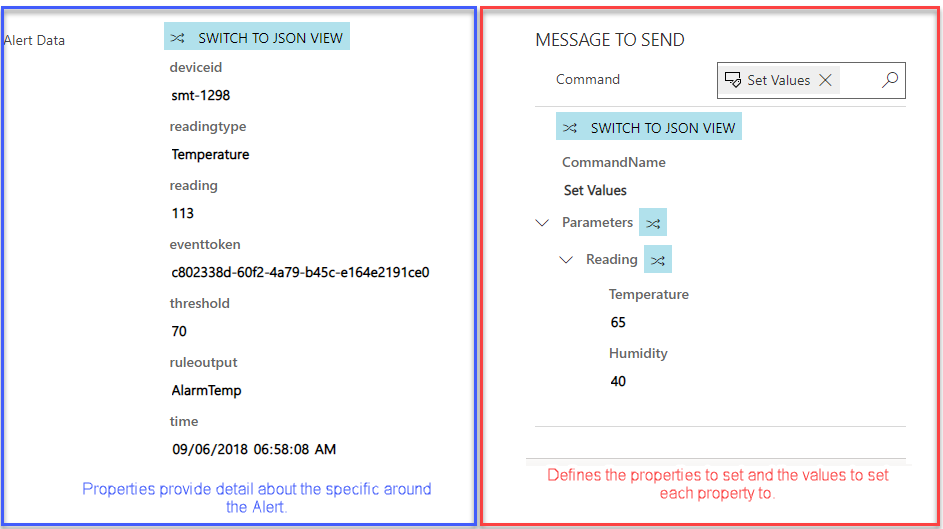 Alert Data
SWITCH TO JSON VIEW
deviceid
smt-1298
readingtype
Temperature
reading
113
eventtoken
c802338d-60f2-4a79-b45c-e164e2191ce0
threshold
70
ruleoutput
AlarmTemp
time
09/06/2018 06:58:08 AM
Properties provide detail about the specific around
the Alert.
MESSAGE TO SEND
Command
Set Values
SWITCH TO JSON VIEW
CommandName
Set Values
Parameters
Reading
Temperature
65
Humidity
40
Defines the properties to set and the values to set
each property to.